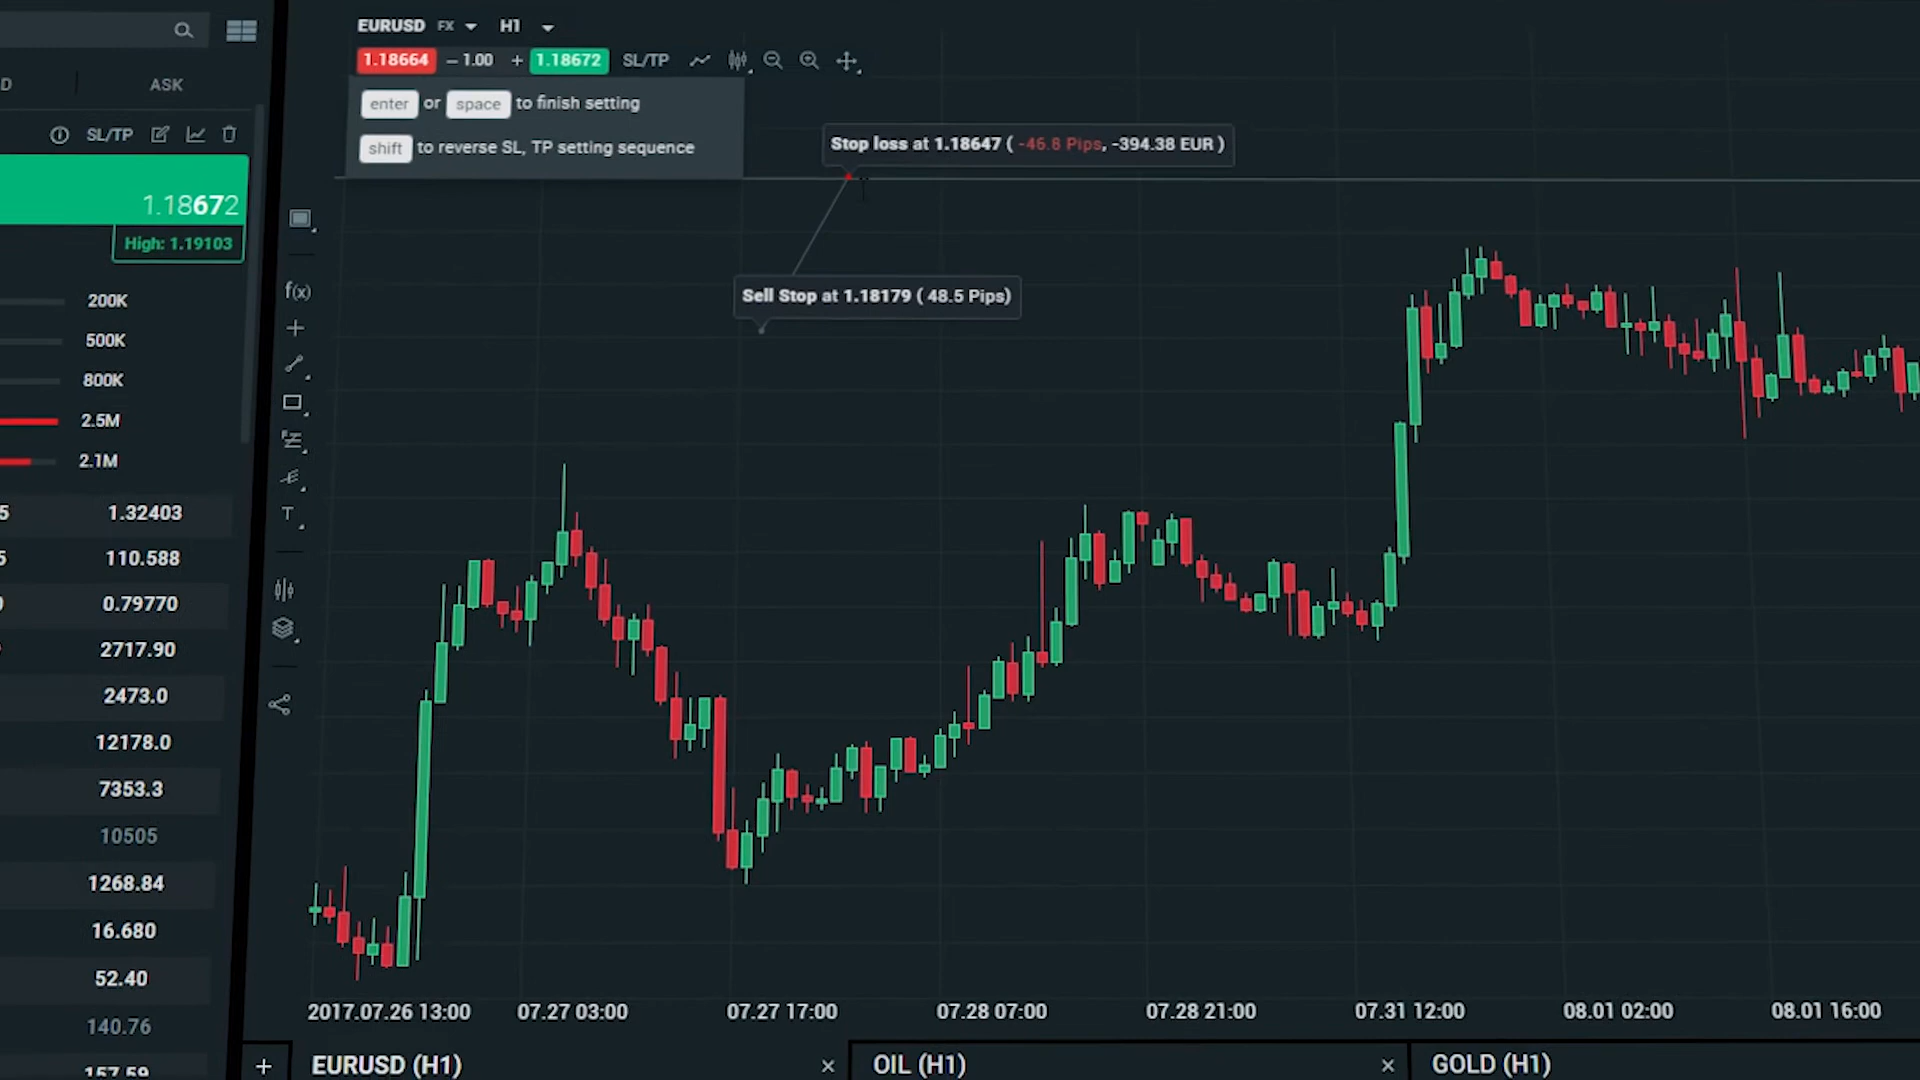 EURUSD FX H1
1.18664 – 1.00 + 1.18672 SL/TP
ASK
enter or space to finish setting
shift to reverse SL, TP setting sequence
SL/TP
Stop loss at 1.18647 ( -46.8 Pips, -394.38 EUR )
1.18672
High: 1.19103
f(x)
Sell Stop at 1.18179 ( 48.5 Pips)
200K
500K
800K
2.5M
2.1M
T
5 1.32403
5 110.588
0.79770
2717.90
2473.0
12178.0
7353.3
10505
1268.84
16.680
52.40
140.76
157.59
2017.07.26 13:00 07.27 03:00 07.27 17:00 07.28 07:00 07.28 21:00 07.31 12:00 08.01 02:00 08.01 16:00
+ EURUSD (H1) × OIL (H1) × GOLD (H1)